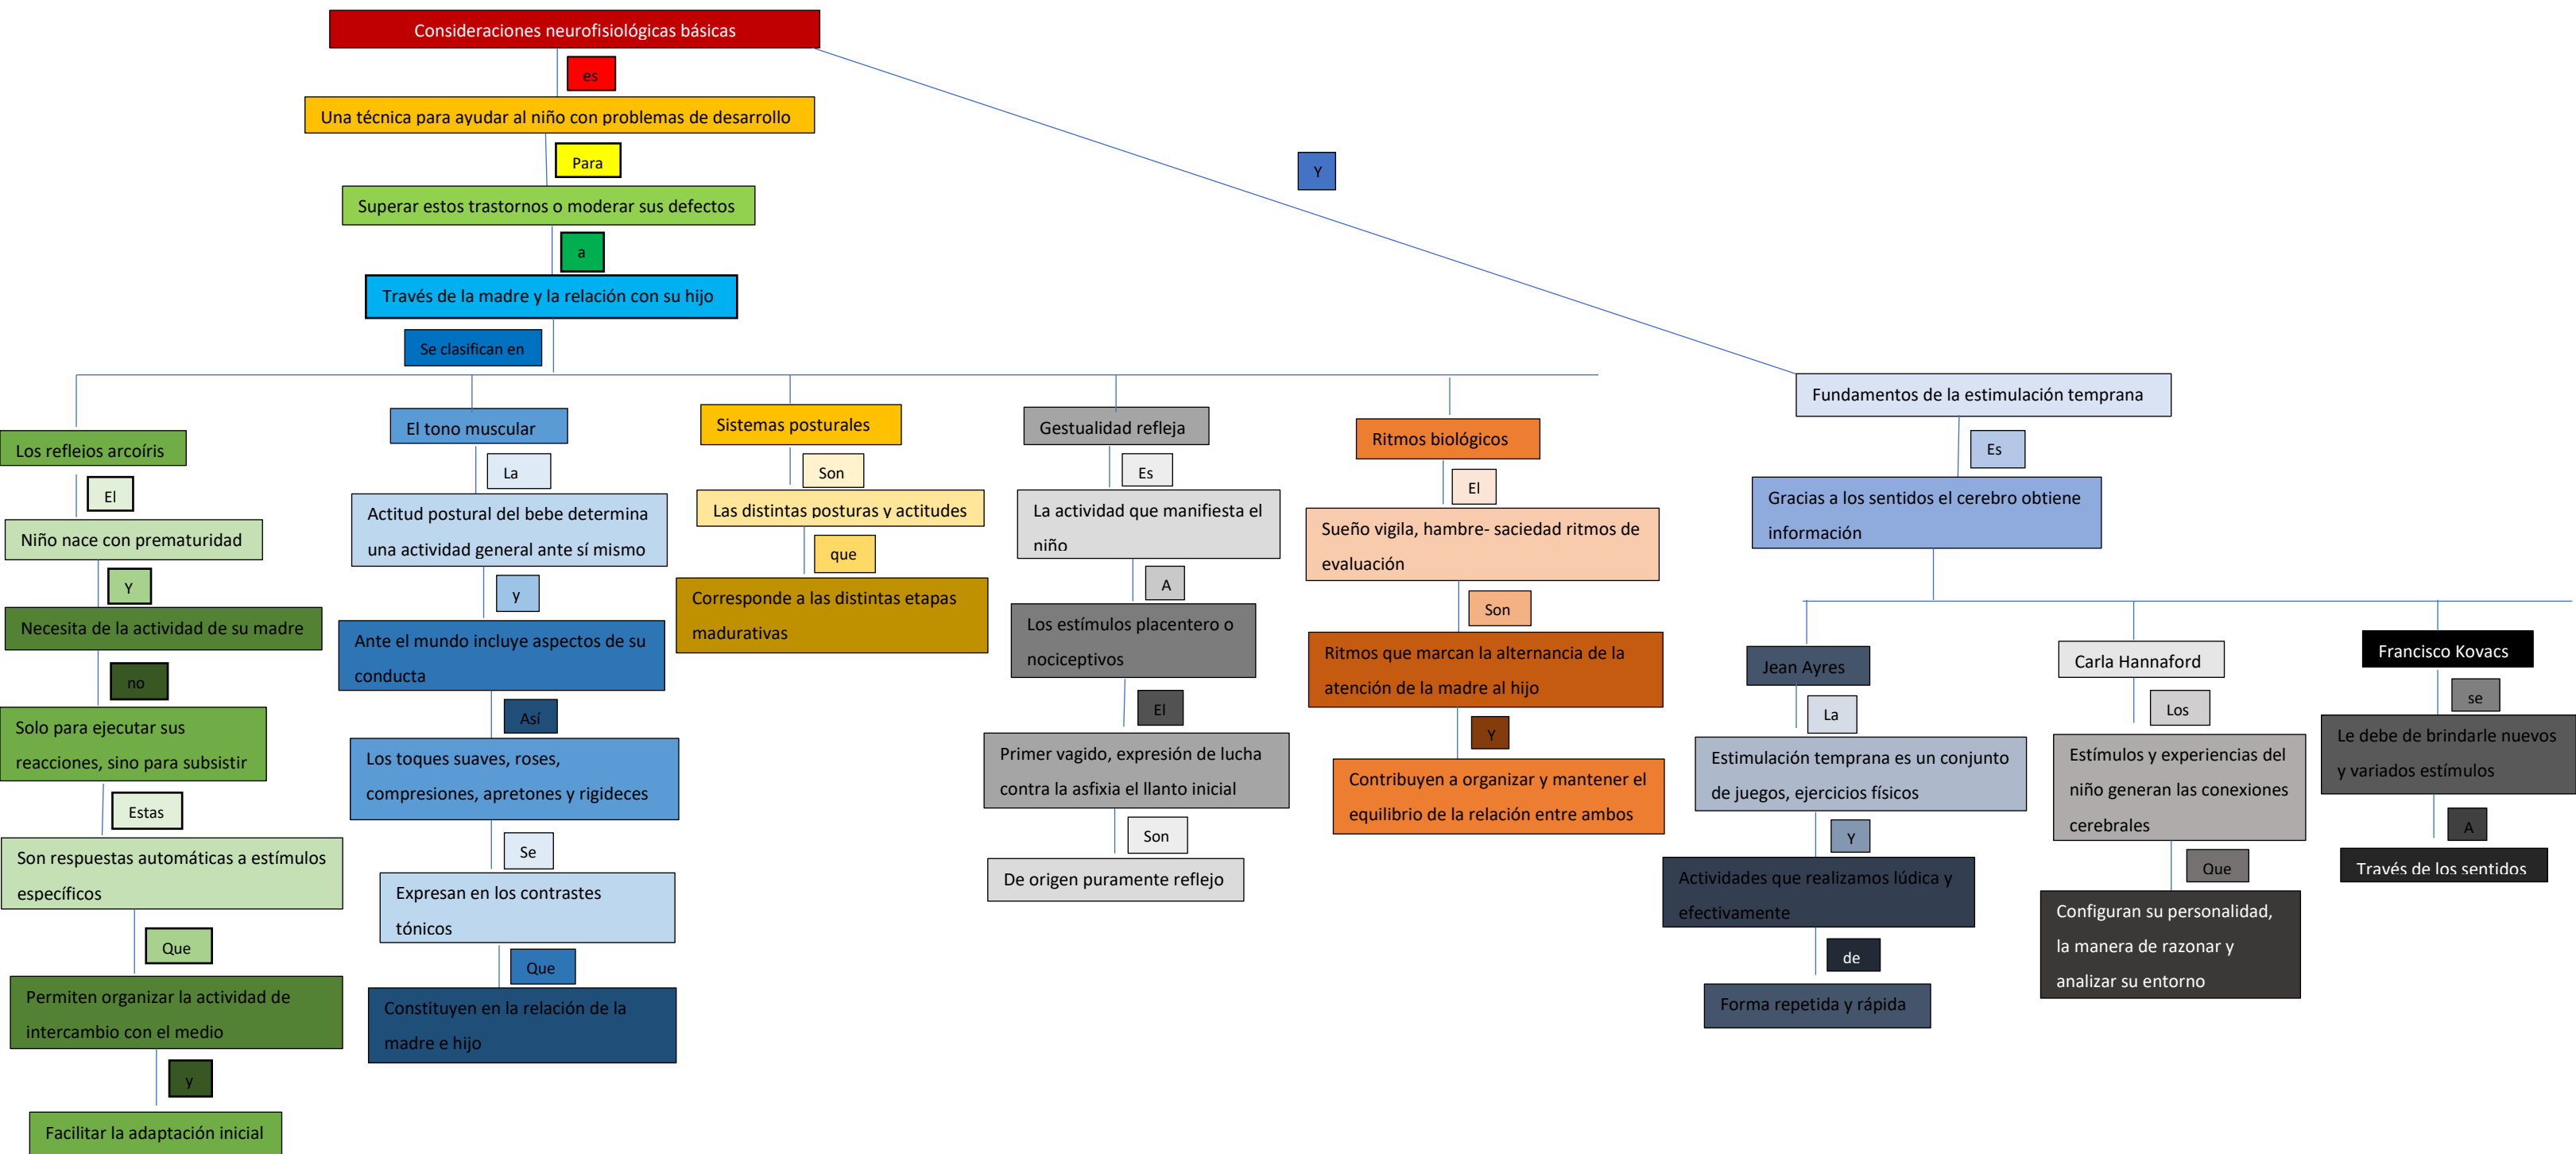 Consideraciones neurofisiológicas básicas
es
Una técnica para ayudar al niño con problemas de desarrollo
Para
Superar estos trastornos o moderar sus defectos
a
Través de la madre y la relación con su hijo
Se clasifican en
Los reflejos arcoíris
El
Niño nace con prematuridad
Y
Necesita de la actividad de su madre
no
Solo para ejecutar sus
reacciones, sino para subsistir
Estas
Son respuestas automáticas a estímulos
específicos
Que
Permiten organizar la actividad de
intercambio con el medio
y
Facilitar la adaptación inicial
El tono muscular
La
Actitud postural del bebe determina
una actividad general ante sí mismo
y
Ante el mundo incluye aspectos de su
conducta
Así
Los toques suaves, roses,
compresiones, apretones y rigideces
Se
Expresan en los contrastes
tónicos
Que
Constituyen en la relación de la
madre e hijo
Sistemas posturales
Son
Las distintas posturas y actitudes
que
Corresponde a las distintas etapas
madurativas
Gestualidad refleja
Es
La actividad que manifiesta el
niño
A
Los estímulos placentero o
nociceptivos
El
Primer vagido, expresión de lucha
contra la asfixia el llanto inicial
Son
De origen puramente reflejo
Ritmos biológicos
El
Sueño vigila, hambre- saciedad ritmos de
evaluación
Son
Ritmos que marcan la alternancia de la
atención de la madre al hijo
Y
Contribuyen a organizar y mantener el
equilibrio de la relación entre ambos
Y
Fundamentos de la estimulación temprana
Es
Gracias a los sentidos el cerebro obtiene
información
Jean Ayres
La
Estimulación temprana es un conjunto
de juegos, ejercicios físicos
Y
Actividades que realizamos lúdica y
efectivamente
de
Forma repetida y rápida
Carla Hannaford
Los
Estímulos y experiencias del
niño generan las conexiones
cerebrales
Que
Configuran su personalidad,
la manera de razonar y
analizar su entorno
Francisco Kovacs
se
Le debe de brindarle nuevos
y variados estímulos
A
Través de los sentidos